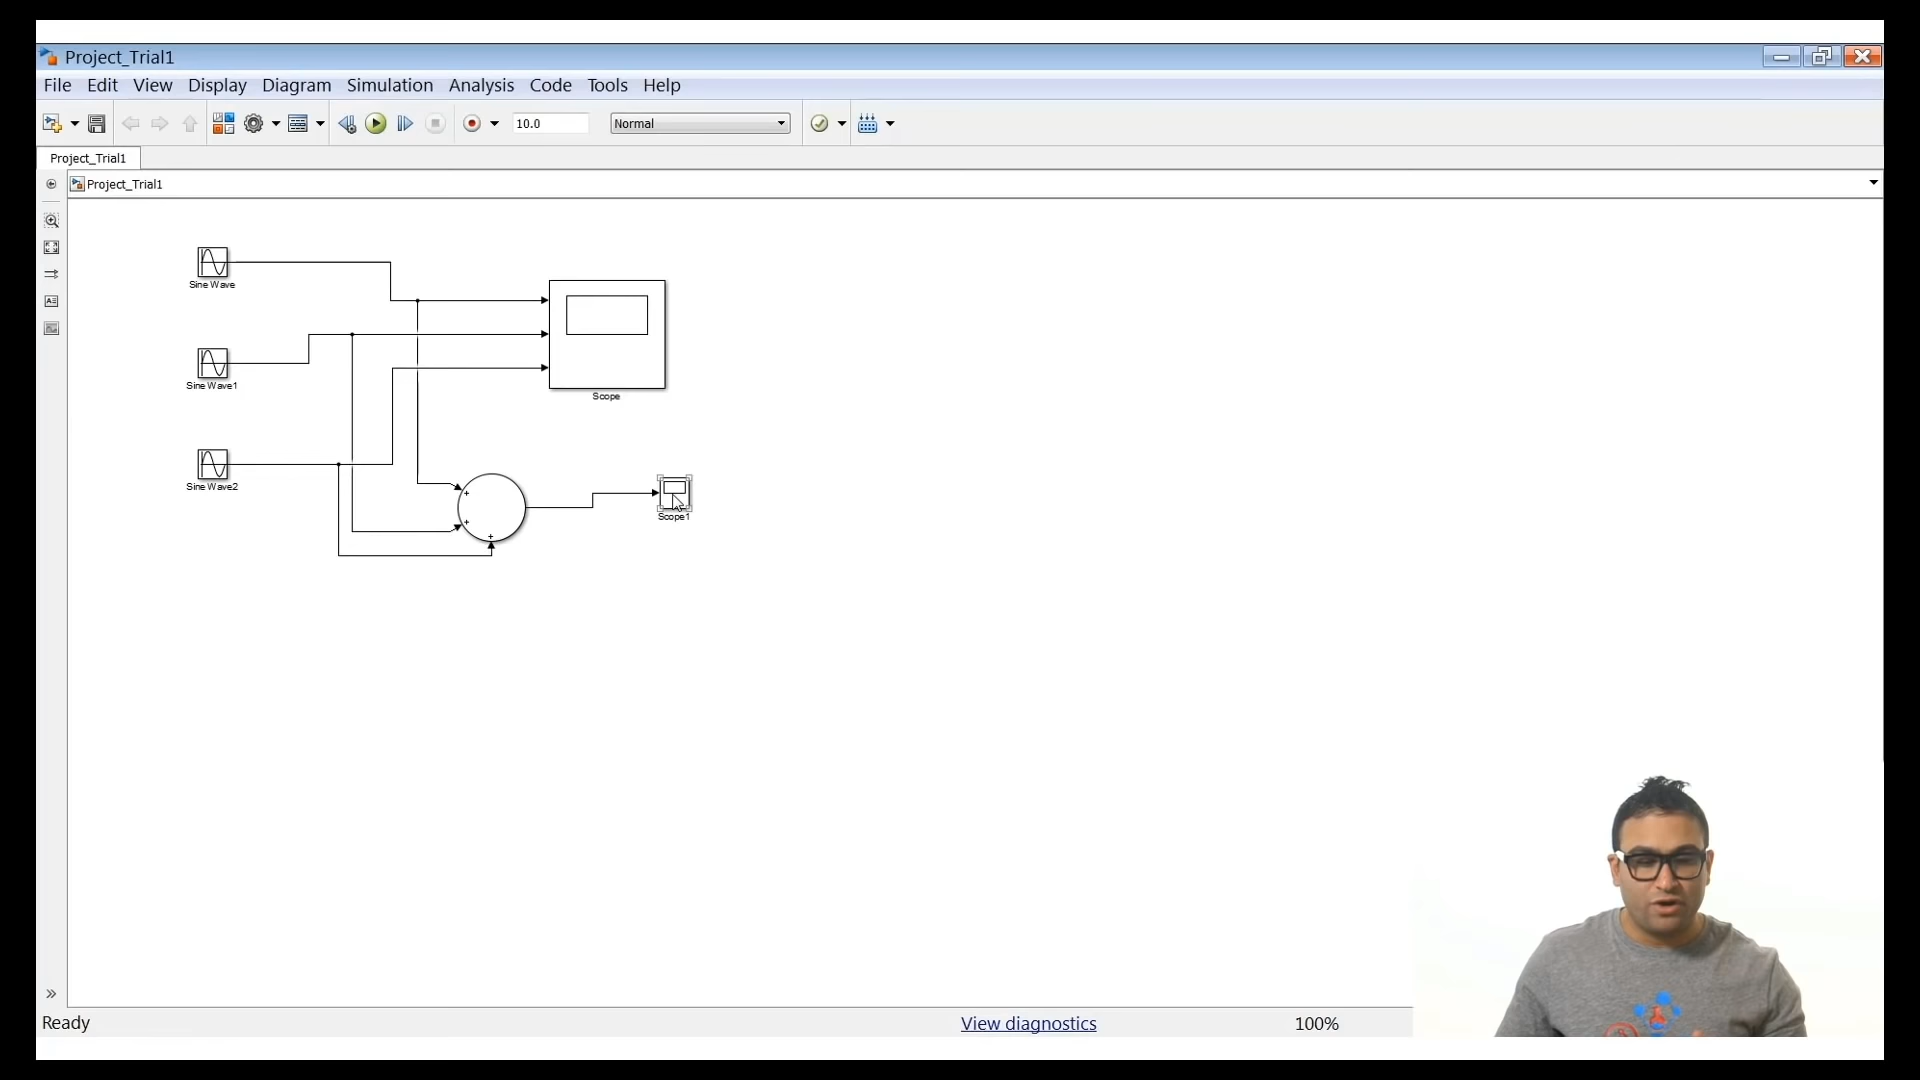 Project_Trial1
File Edit View Display Diagram Simulation Analysis Code Tools Help
10.0 Normal
Project_Trial1
Project_Trial1
Sine Wave
Sine Wave1
Scope
Sine Wave2
+
+
+
Scope1
Ready View diagnostics 100%